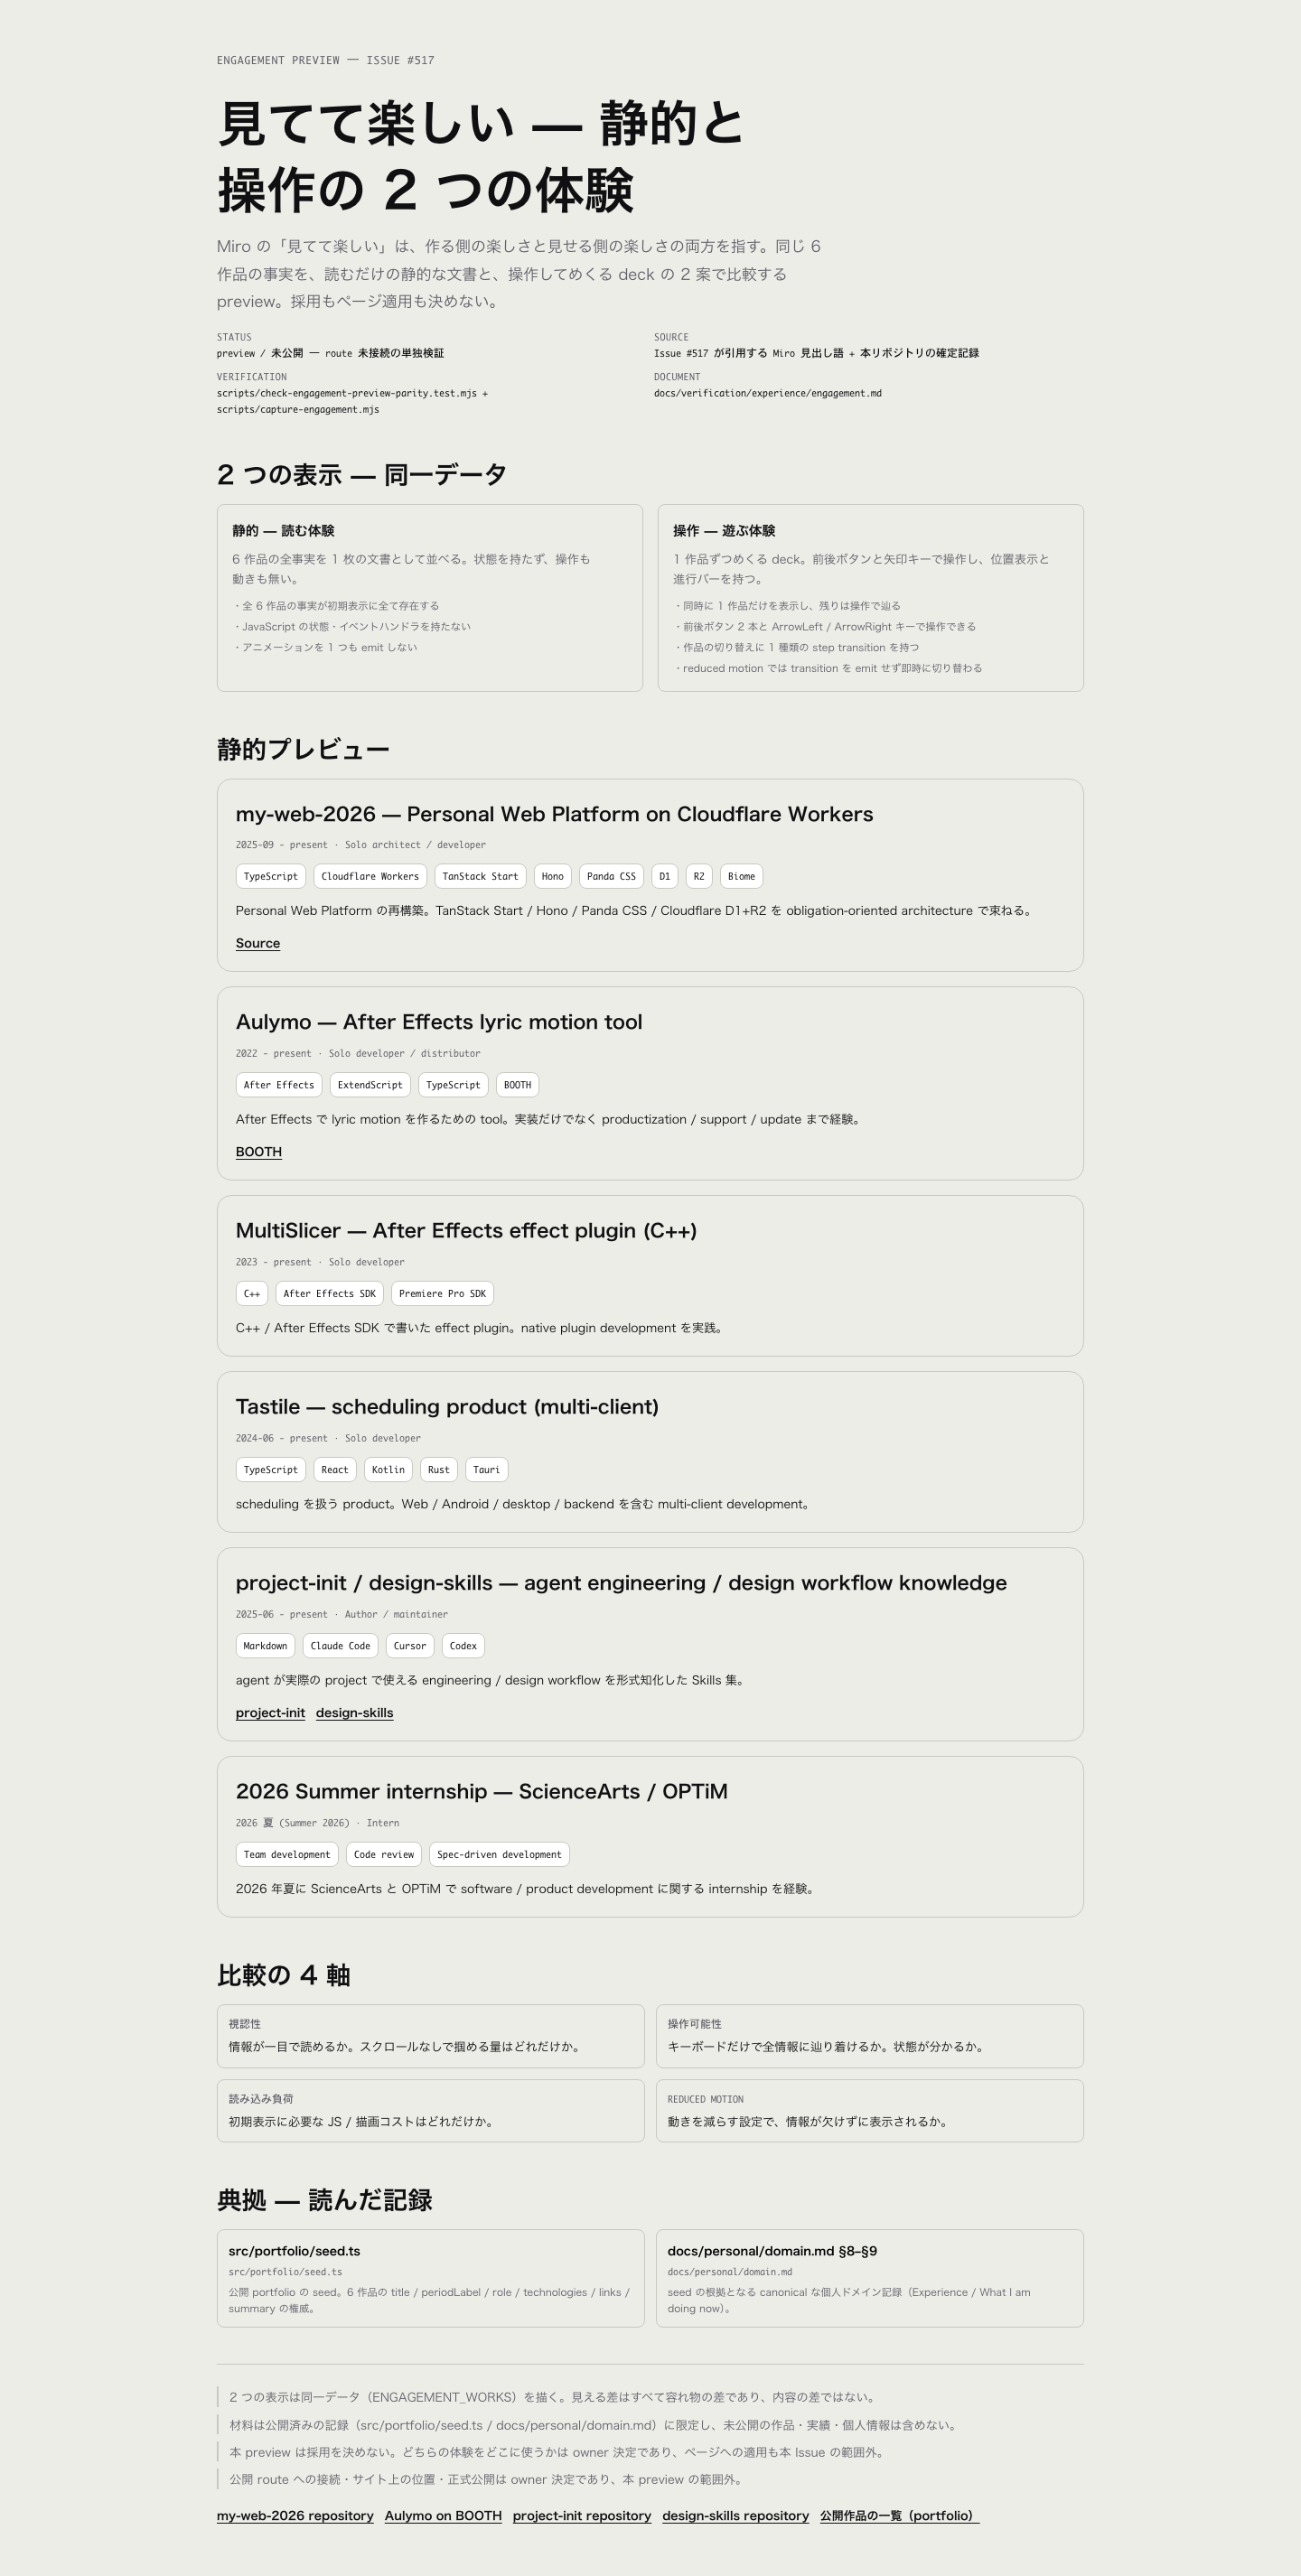 ENGAGEMENT PREVIEW — ISSUE #517
見てて楽しい — 静的と
操作の 2 つの体験
Miro の「見てて楽しい」は、作る側の楽しさと見せる側の楽しさの両方を指す。同じ 6
作品の事実を、読むだけの静的な文書と、操作してめくる deck の 2 案で比較する
preview。採用もページ適用も決めない。
STATUS
preview / 未公開 — route 未接続の単独検証
SOURCE
Issue #517 が引用する Miro 見出し語 + 本リポジトリの確定記録
VERIFICATION
scripts/check-engagement-preview-parity.test.mjs +
scripts/capture-engagement.mjs
DOCUMENT
docs/verification/experience/engagement.md
2 つの表示 — 同一データ
静的 — 読む体験
6 作品の全事実を 1 枚の文書として並べる。状態を持たず、操作も
動きも無い。
・全 6 作品の事実が初期表示に全て存在する
・JavaScript の状態・イベントハンドラを持たない
・アニメーションを 1 つも emit しない
操作 — 遊ぶ体験
1 作品ずつめくる deck。前後ボタンと矢印キーで操作し、位置表示と
進行バーを持つ。
・同時に 1 作品だけを表示し、残りは操作で辿る
・前後ボタン 2 本と ArrowLeft / ArrowRight キーで操作できる
・作品の切り替えに 1 種類の step transition を持つ
・reduced motion では transition を emit せず即時に切り替わる
静的プレビュー
my-web-2026 — Personal Web Platform on Cloudflare Workers
2025-09 - present · Solo architect / developer
TypeScript Cloudflare Workers TanStack Start Hono Panda CSS D1 R2 Biome
Personal Web Platform の再構築。TanStack Start / Hono / Panda CSS / Cloudflare D1+R2 を obligation-oriented architecture で束ねる。
Source
Aulymo — After Effects lyric motion tool
2022 - present · Solo developer / distributor
After Effects ExtendScript TypeScript BOOTH
After Effects で lyric motion を作るための tool。実装だけでなく productization / support / update まで経験。
BOOTH
MultiSlicer — After Effects effect plugin (C++)
2023 - present · Solo developer
C++ After Effects SDK Premiere Pro SDK
C++ / After Effects SDK で書いた effect plugin。native plugin development を実践。
Tastile — scheduling product (multi-client)
2024-06 - present · Solo developer
TypeScript React Kotlin Rust Tauri
scheduling を扱う product。Web / Android / desktop / backend を含む multi-client development。
project-init / design-skills — agent engineering / design workflow knowledge
2025-06 - present · Author / maintainer
Markdown Claude Code Cursor Codex
agent が実際の project で使える engineering / design workflow を形式知化した Skills 集。
project-init design-skills
2026 Summer internship — ScienceArts / OPTiM
2026 夏 (Summer 2026) · Intern
Team development Code review Spec-driven development
2026 年夏に ScienceArts と OPTiM で software / product development に関する internship を経験。
比較の 4 軸
視認性
情報が一目で読めるか。スクロールなしで掴める量はどれだけか。
操作可能性
キーボードだけで全情報に辿り着けるか。状態が分かるか。
読み込み負荷
初期表示に必要な JS / 描画コストはどれだけか。
REDUCED MOTION
動きを減らす設定で、情報が欠けずに表示されるか。
典拠 — 読んだ記録
src/portfolio/seed.ts
src/portfolio/seed.ts
公開 portfolio の seed。6 作品の title / periodLabel / role / technologies / links /
summary の権威。
docs/personal/domain.md §8–§9
docs/personal/domain.md
seed の根拠となる canonical な個人ドメイン記録（Experience / What I am
doing now）。
2 つの表示は同一データ（ENGAGEMENT_WORKS）を描く。見える差はすべて容れ物の差であり、内容の差ではない。
材料は公開済みの記録（src/portfolio/seed.ts / docs/personal/domain.md）に限定し、未公開の作品・実績・個人情報は含めない。
本 preview は採用を決めない。どちらの体験をどこに使うかは owner 決定であり、ページへの適用も本 Issue の範囲外。
公開 route への接続・サイト上の位置・正式公開は owner 決定であり、本 preview の範囲外。
my-web-2026 repository Aulymo on BOOTH project-init repository design-skills repository 公開作品の一覧（portfolio）